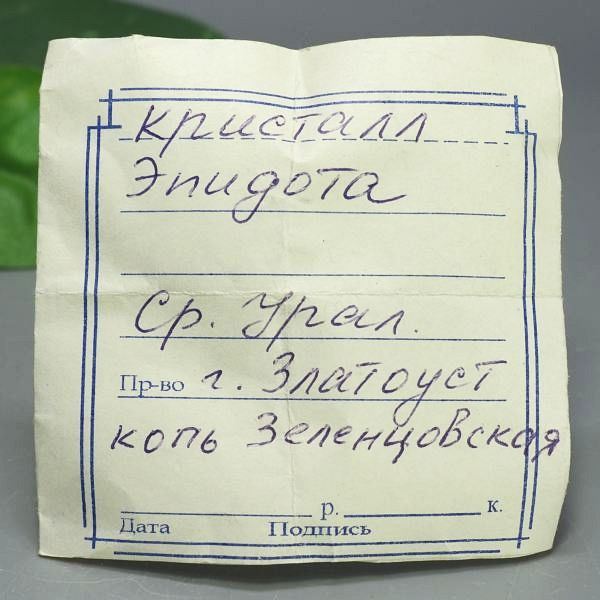 кристалл
Эпидота
Ср. Урал.
Пр-во г. Златоуст
копь Зеленцовская
р. к.
Дата Подпись